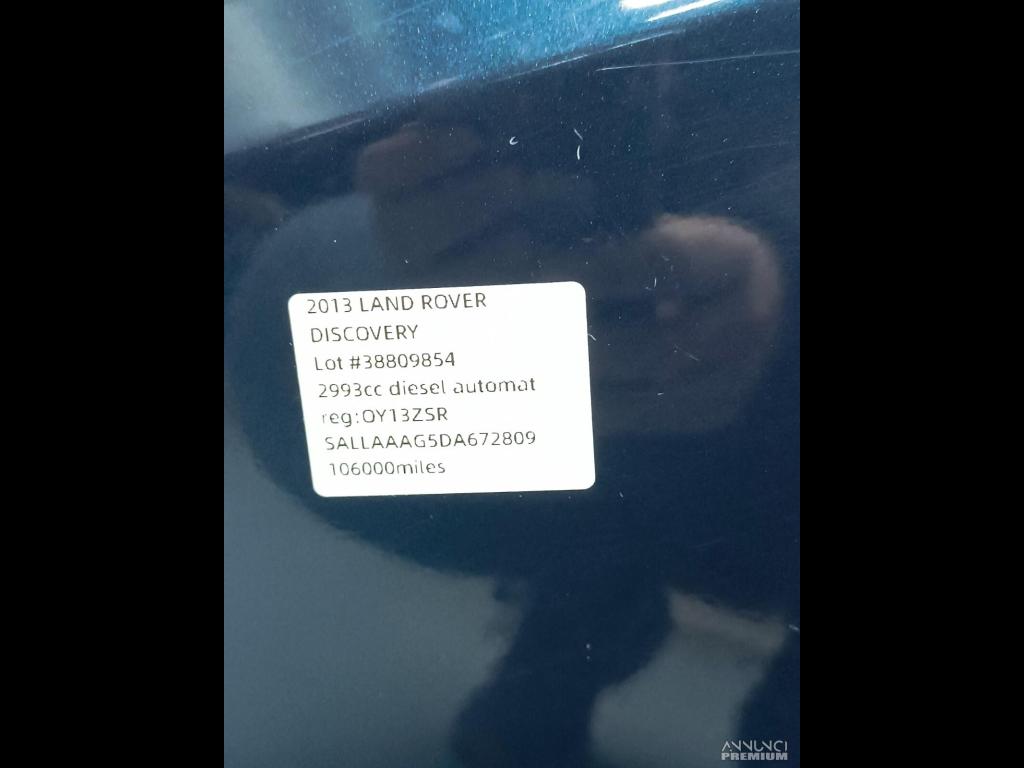 2013 LAND ROVER
DISCOVERY
Lot #38809854
2993cc diesel automat
reg:OY13ZSR
SALLAAAG5DA672809
106000miles
ANNUNCI
PREMIUM